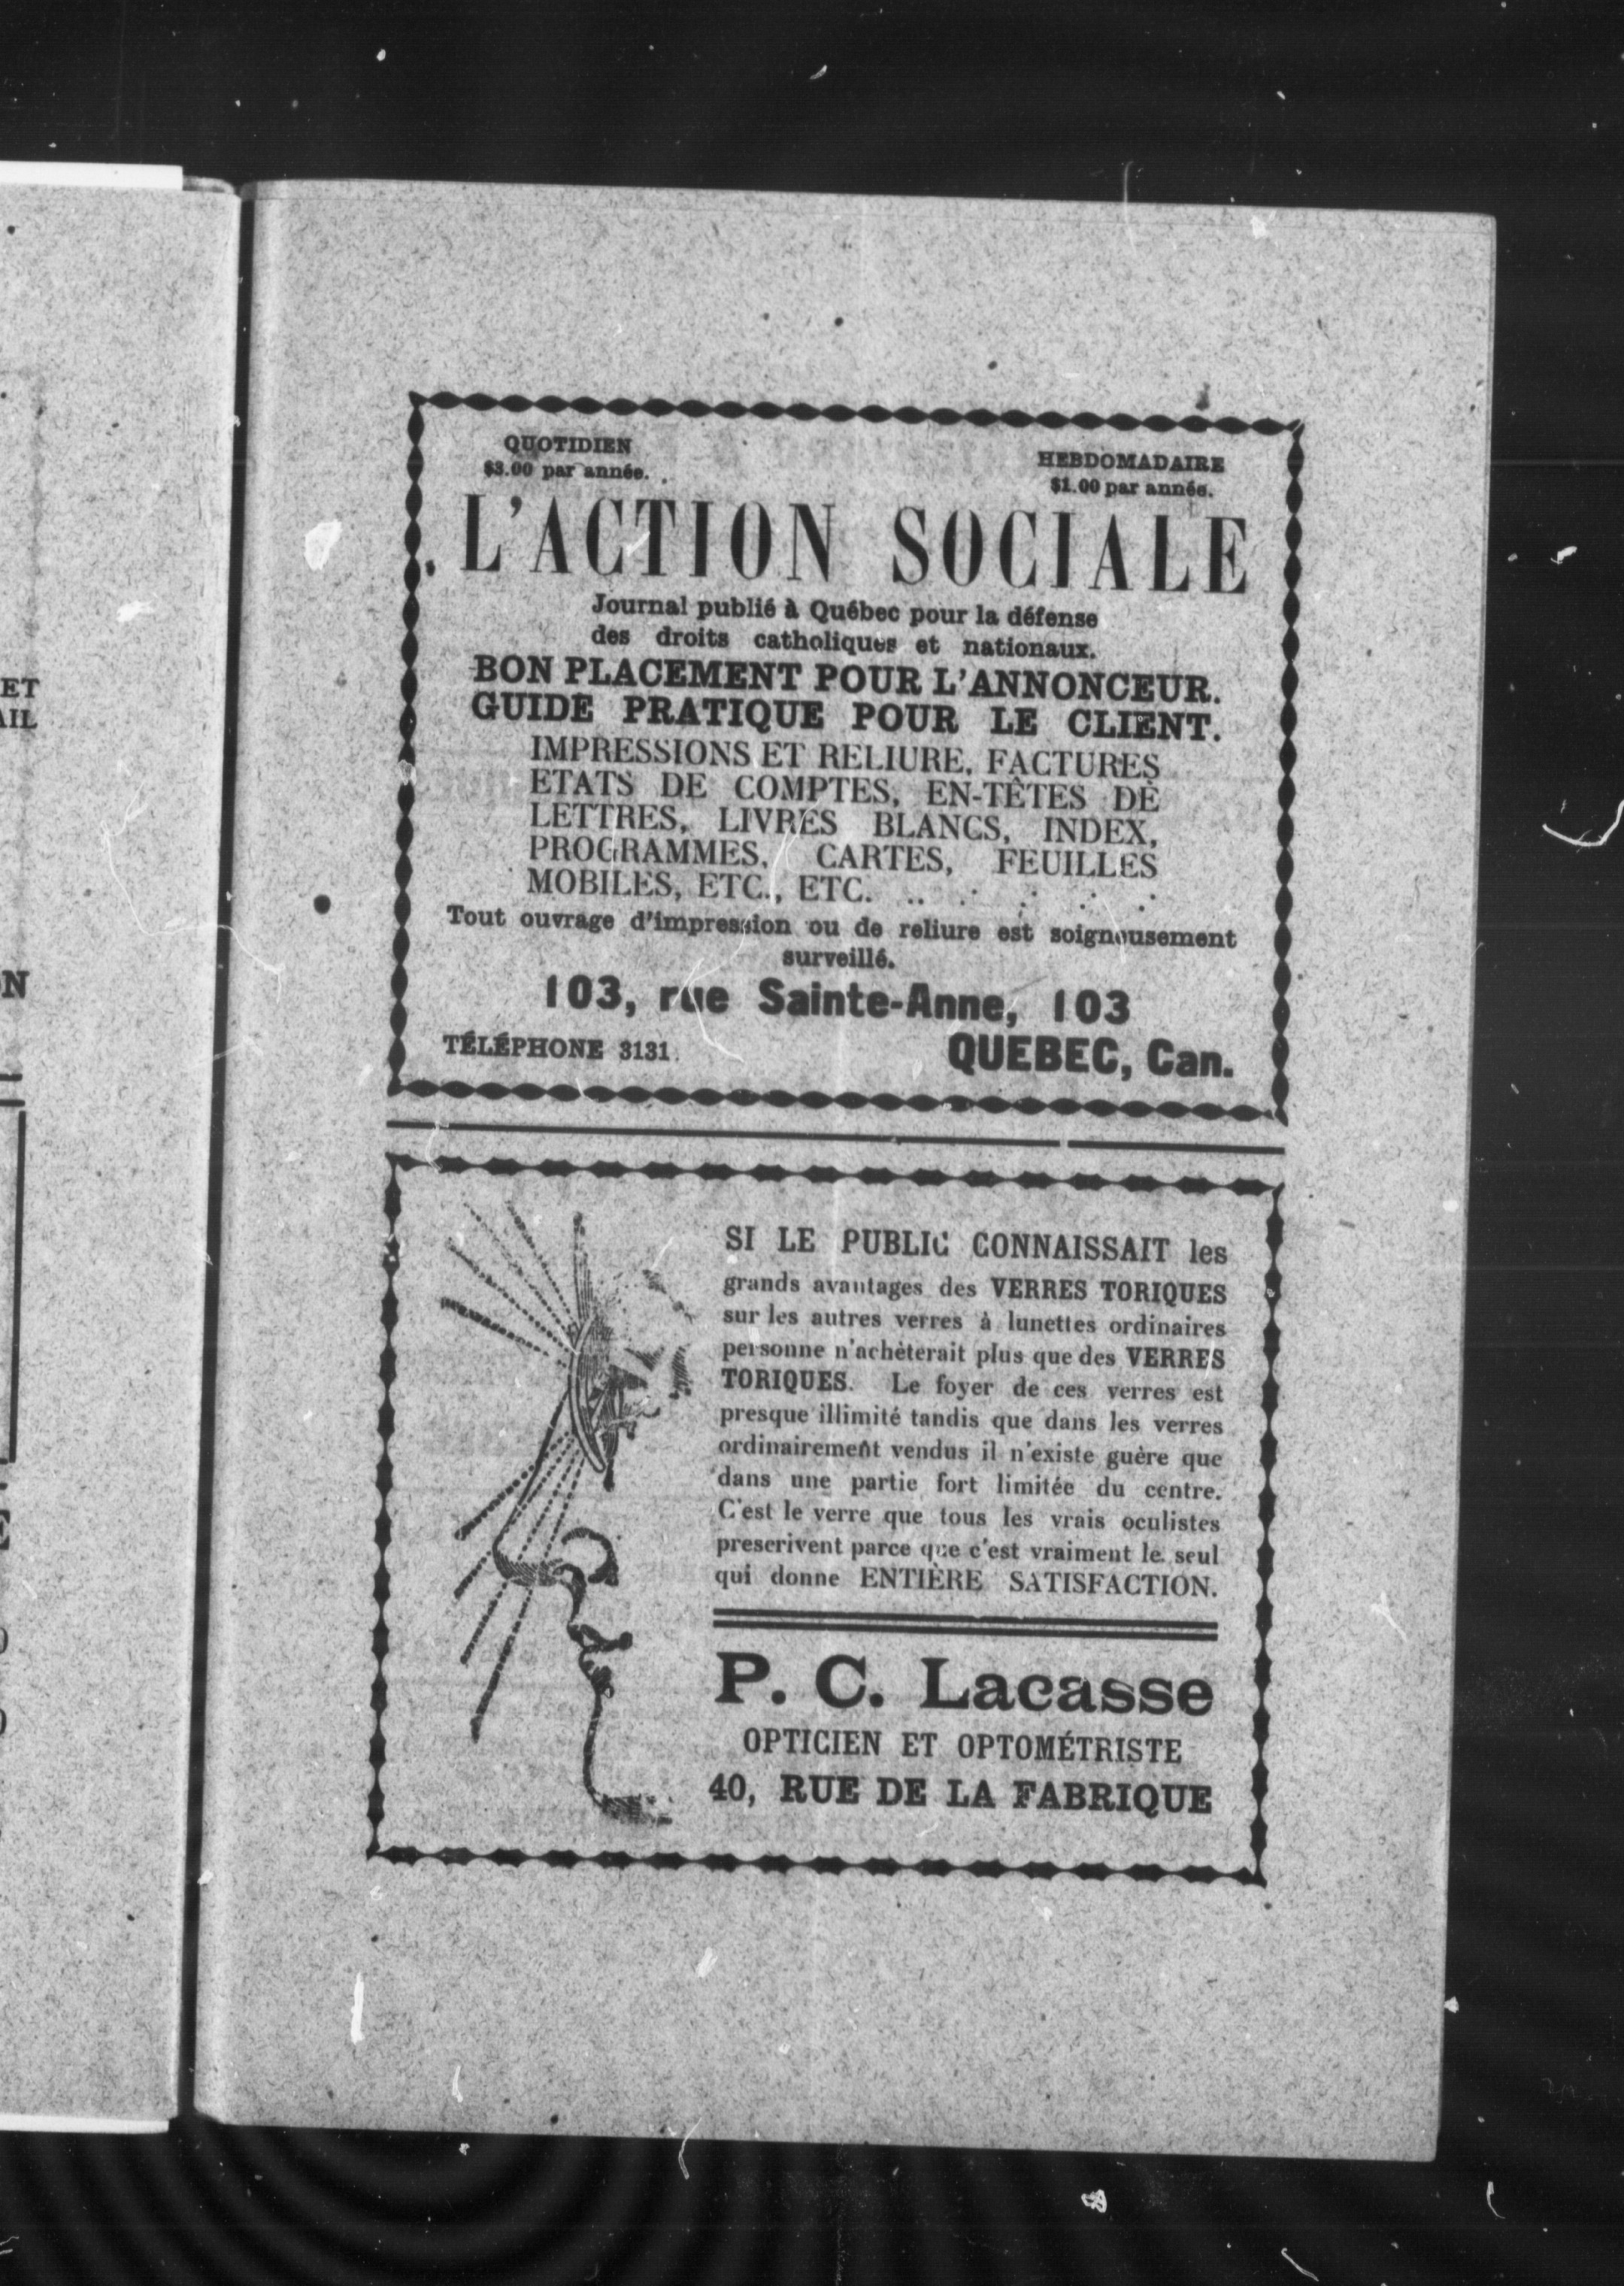 ET
AIL
N
E
QUOTIDIEN
$3.00 par année.
HEBDOMADAIRE
$1.00 par année.
L'ACTION SOCIALE
Journal publié à Québec pour la défense
des droits catholiques et nationaux.
BON PLACEMENT POUR L'ANNONCEUR.
GUIDE PRATIQUE POUR LE CLIENT.
IMPRESSIONS ET RELIURE, FACTURES
ETATS DE COMPTES, EN-TÊTES DE
LETTRES, LIVRES BLANCS, INDEX,
PROGRAMMES, CARTES, FEUILLES
MOBILES, ETC., ETC. .. .· : .· .·
Tout ouvrage d'impression ou de reliure est soigneusement
surveillé.
103, rue Sainte-Anne, 103
TÉLÉPHONE 3131.
QUEBEC, Can.
SI LE PUBLIC CONNAISSAIT les
grands avantages des VERRES TORIQUES
sur les autres verres à lunettes ordinaires
personne n'achèterait plus que des VERRES
TORIQUES. Le foyer de ces verres est
presque illimité tandis que dans les verres
ordinairement vendus il n'existe guère que
dans une partie fort limitée du centre.
C'est le verre que tous les vrais oculistes
prescrivent parce que c'est vraiment le seul
qui donne ENTIÈRE SATISFACTION.
P. C. Lacasse
OPTICIEN ET OPTOMÉTRISTE
40, RUE DE LA FABRIQUE